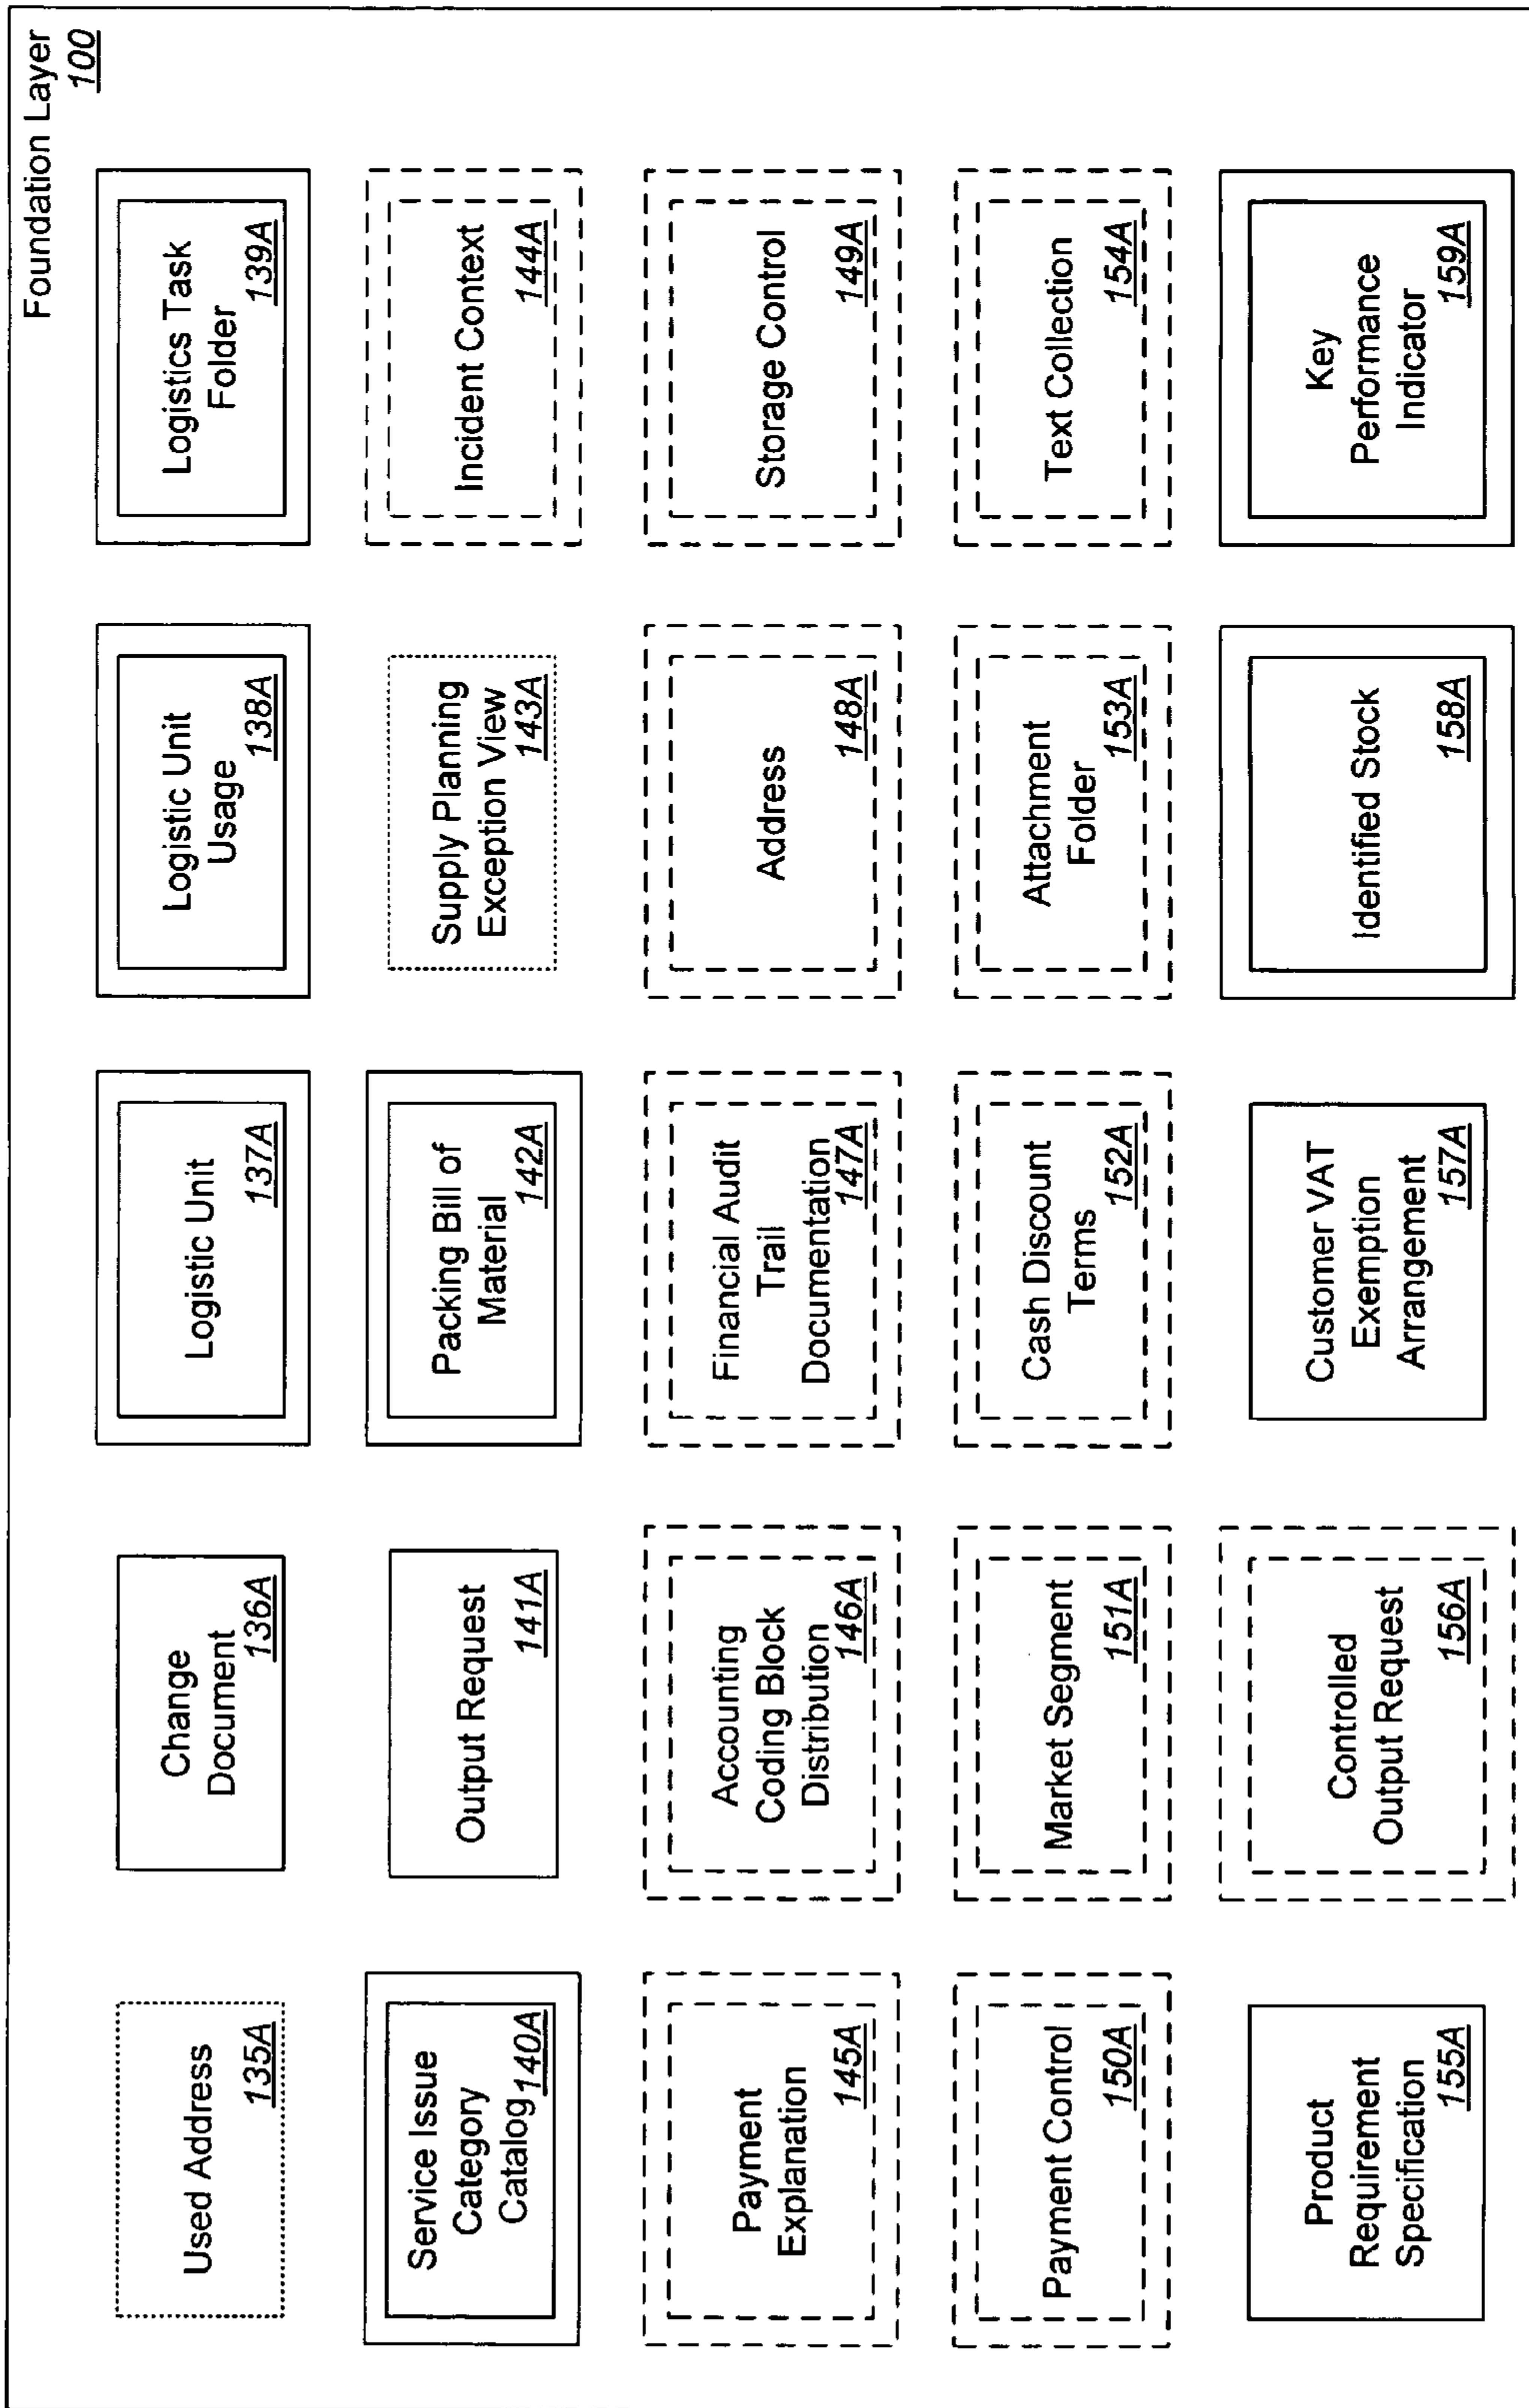 Foundation Layer
100
Used Address
135A
Change
Document
136A
Logistic Unit
137A
Logistic Unit
Usage
138A
Logistics Task
Folder
139A
Service Issue
Category
Catalog 140A
Output Request
141A
Packing Bill of
Material
142A
Supply Planning
Exception View
143A
Incident Context
144A
Payment
Explanation
145A
Accounting
Coding Block
Distribution 146A
Financial Audit
Trail
Documentation 147A
Address
148A
Storage Control
149A
Payment Control
150A
Market Segment
151A
Cash Discount
Terms
152A
Attachment
Folder
153A
Text Collection
154A
Product
Requirement
Specification
155A
Controlled
Output Request
156A
Customer VAT
Exemption
Arrangement
157A
Identified Stock
158A
Key
Performance
Indicator
159A